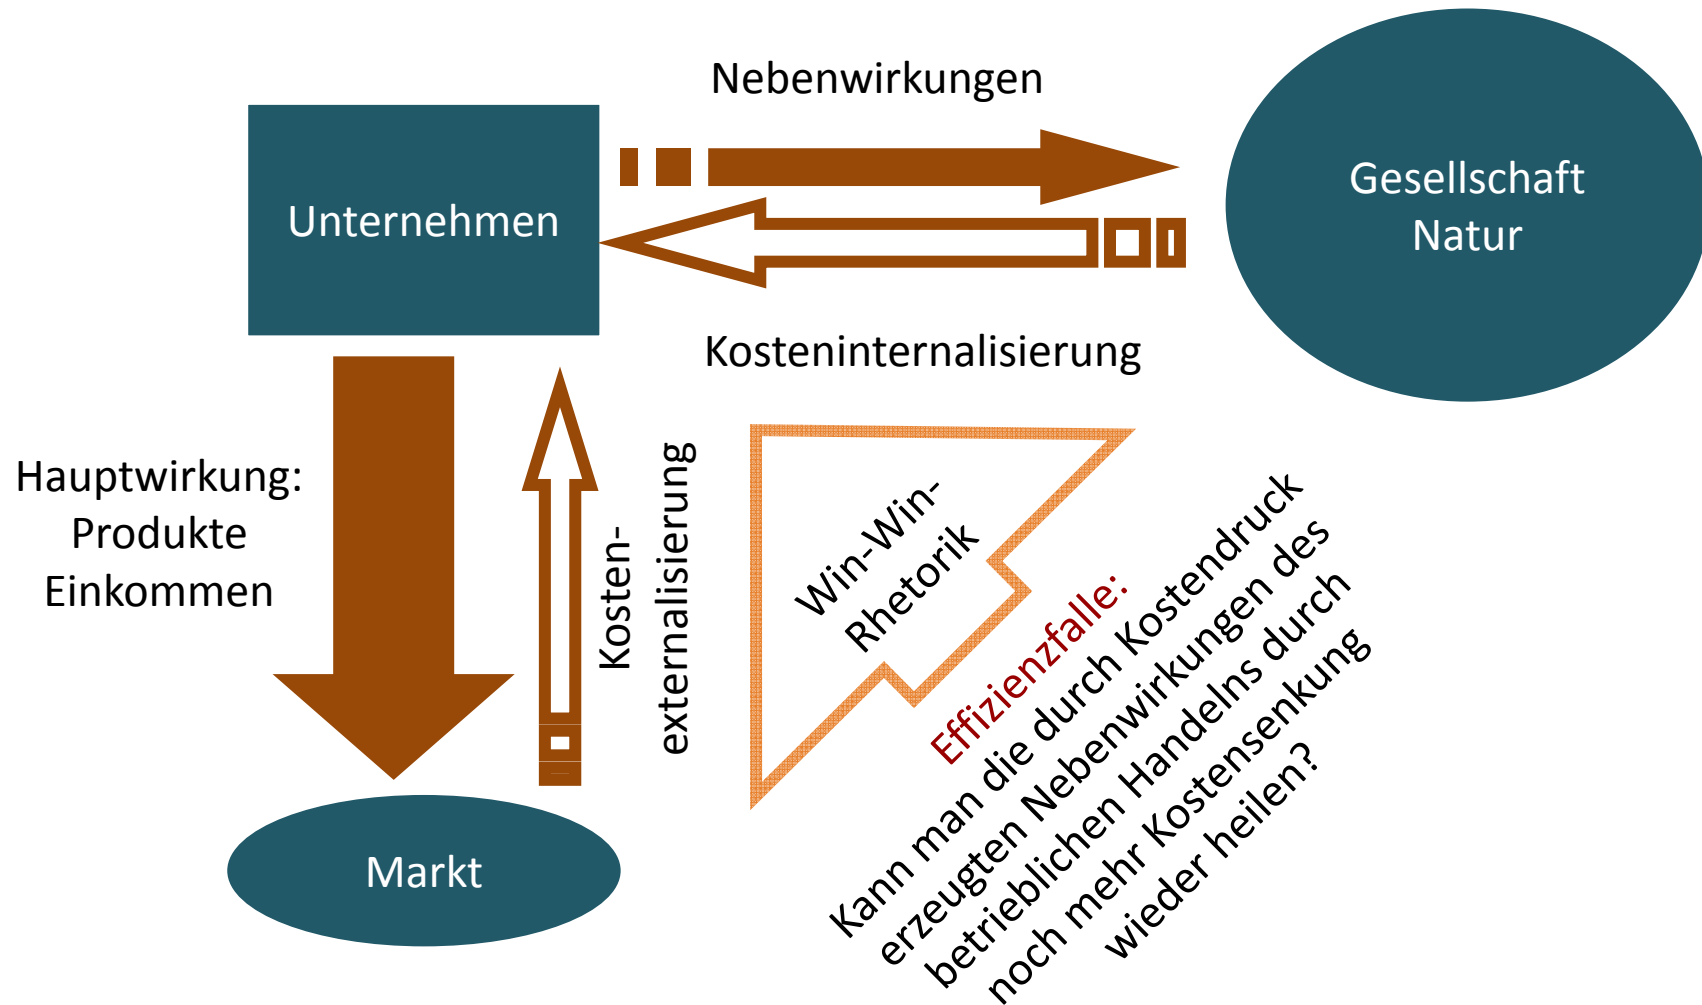 Nebenwirkungen
Unternehmen
Gesellschaft
Natur
Kosteninternalisierung
Hauptwirkung:
Produkte
Einkommen
Kosten-
externalisierung
Win-Win-
Rhetorik
Effizienzfalle:
Kann man die durch Kostendruck
erzeugten Nebenwirkungen des
betrieblichen Handelns durch
noch mehr Kostensenkung
wieder heilen?
Markt